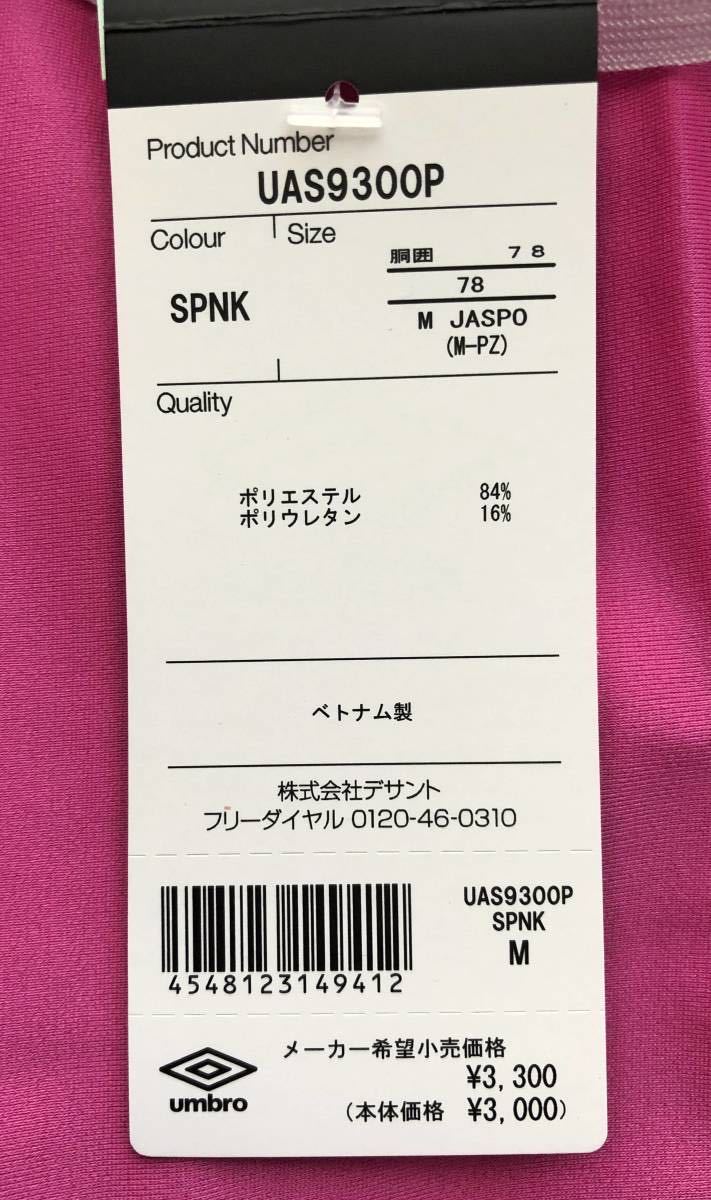 Product Number
UAS9300P
Colour
Size
胴囲 78
78
SPNK
M JASPO
(M-PZ)
Quality
ポリエステル 84%
ポリウレタン 16%
ベトナム製
株式会社デサント
フリーダイヤル 0120-46-0310
UAS9300P
SPNK
M
4548123149412
メーカー希望小売価格
¥3,300
(本体価格 ¥3,000)
umbro